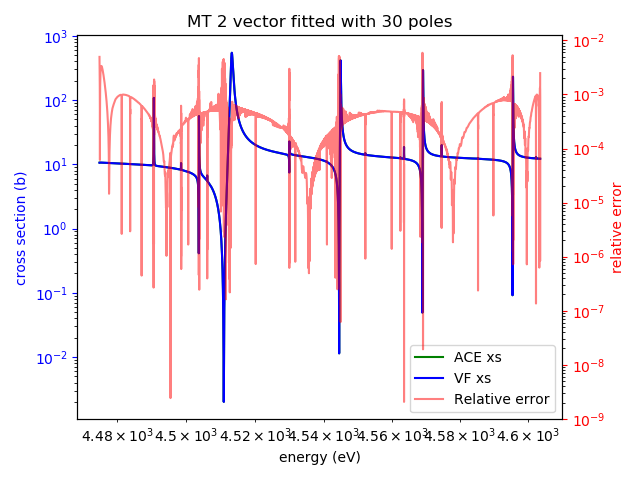 MT 2 vector fitted with 30 poles
10³
10²
10¹
10⁰
10⁻¹
10⁻²
cross section (b)
10⁻²
10⁻³
10⁻⁴
10⁻⁵
10⁻⁶
10⁻⁷
10⁻⁸
10⁻⁹
relative error
ACE xs
VF xs
Relative error
4.48 × 10³ 4.5 × 10³ 4.52 × 10³ 4.54 × 10³ 4.56 × 10³ 4.58 × 10³ 4.6 × 10³
energy (eV)